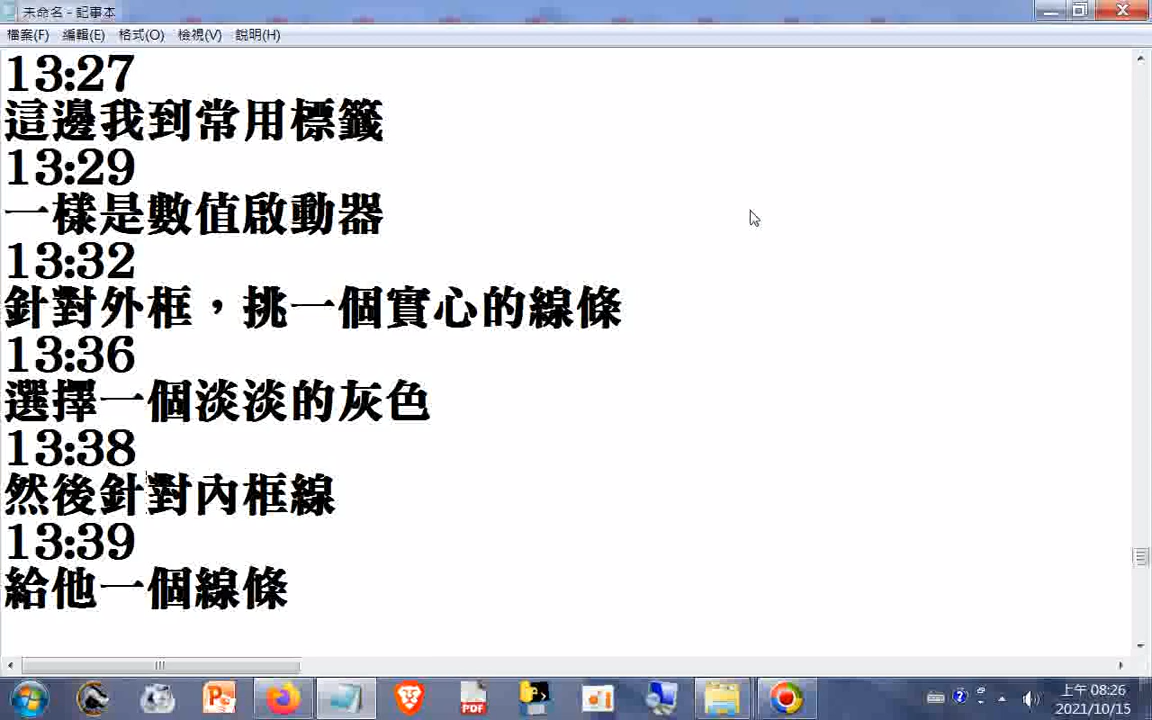 未命名 - 記事本
檔案(F) 編輯(E) 格式(O) 檢視(V) 說明(H)
13:27
這邊我到常用標籤
13:29
一樣是數值啟動器
13:32
針對外框，挑一個實心的線條
13:36
選擇一個淡淡的灰色
13:38
然後針對內框線
13:39
給他一個線條
PDF
上午 08:26
2021/10/15